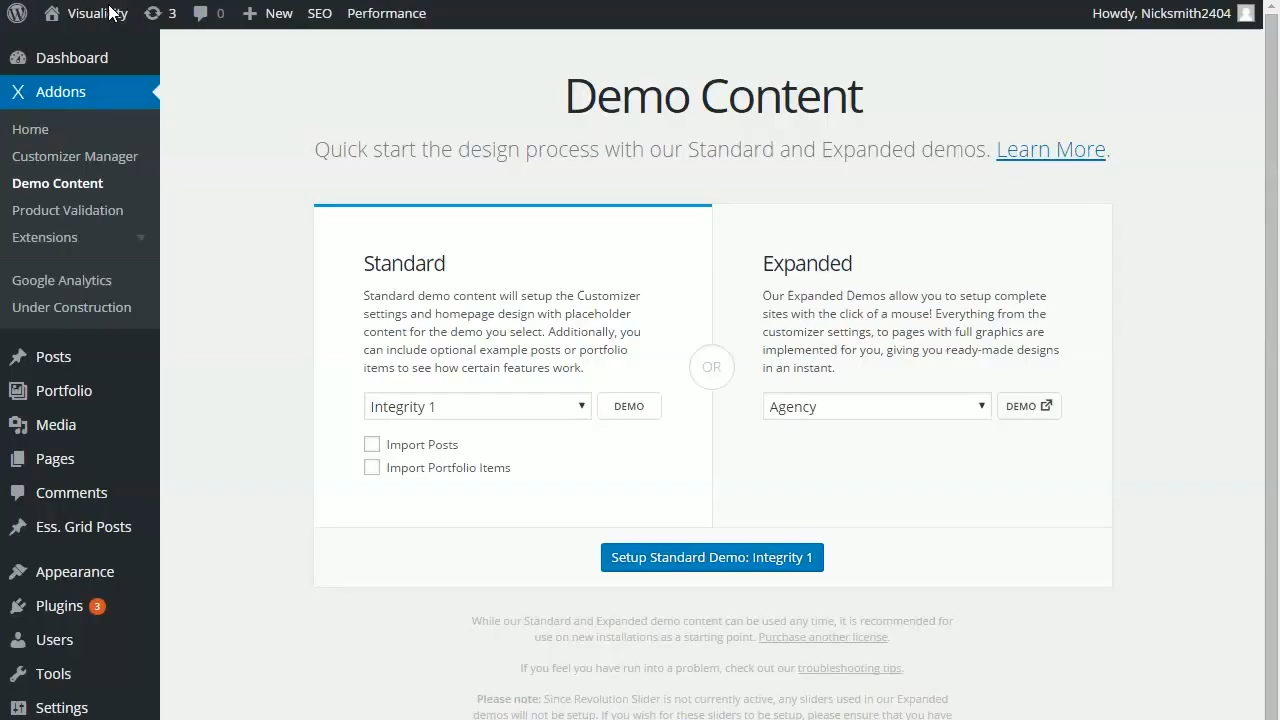 Visuality 3 0 New SEO Performance Howdy, Nicksmith2404
Dashboard
Addons
Home
Customizer Manager
Demo Content
Product Validation
Extensions
Google Analytics
Under Construction
Posts
Portfolio
Media
Pages
Comments
Ess. Grid Posts
Appearance
Plugins 3
Users
Tools
Settings
Demo Content
Quick start the design process with our Standard and Expanded demos. Learn More.
Standard
Standard demo content will setup the Customizer
settings and homepage design with placeholder
content for the demo you select. Additionally, you
can include optional example posts or portfolio
items to see how certain features work.
Integrity 1 DEMO
Import Posts
Import Portfolio Items
OR
Expanded
Our Expanded Demos allow you to setup complete
sites with the click of a mouse! Everything from the
customizer settings, to pages with full graphics are
implemented for you, giving you ready-made designs
in an instant.
Agency DEMO
Setup Standard Demo: Integrity 1
While our Standard and Expanded demo content can be used any time, it is recommended for
use on new installations as a starting point. Purchase another license.
If you feel you have run into a problem, check out our troubleshooting tips.
Please note: Since Revolution Slider is not currently active, any sliders used in our Expanded
demos will not be setup. If you wish for these sliders to be setup, please ensure that you have